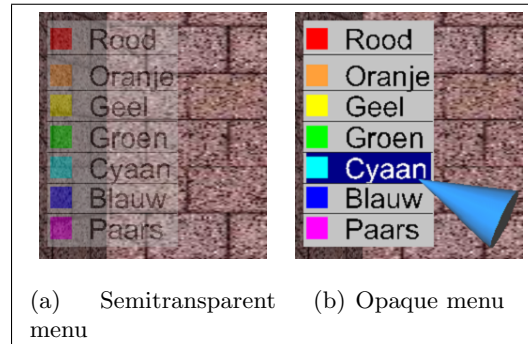 Rood
Oranje
Geel
Groen
Cyaan
Blauw
Paars
Rood
Oranje
Geel
Groen
Cyaan
Blauw
Paars
(a) Semitransparent
menu
(b) Opaque menu